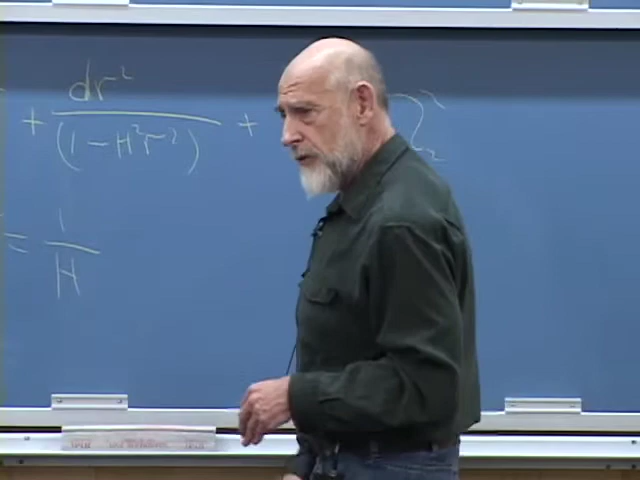 + dr² / (1 - H²r²) +
= 1 / H